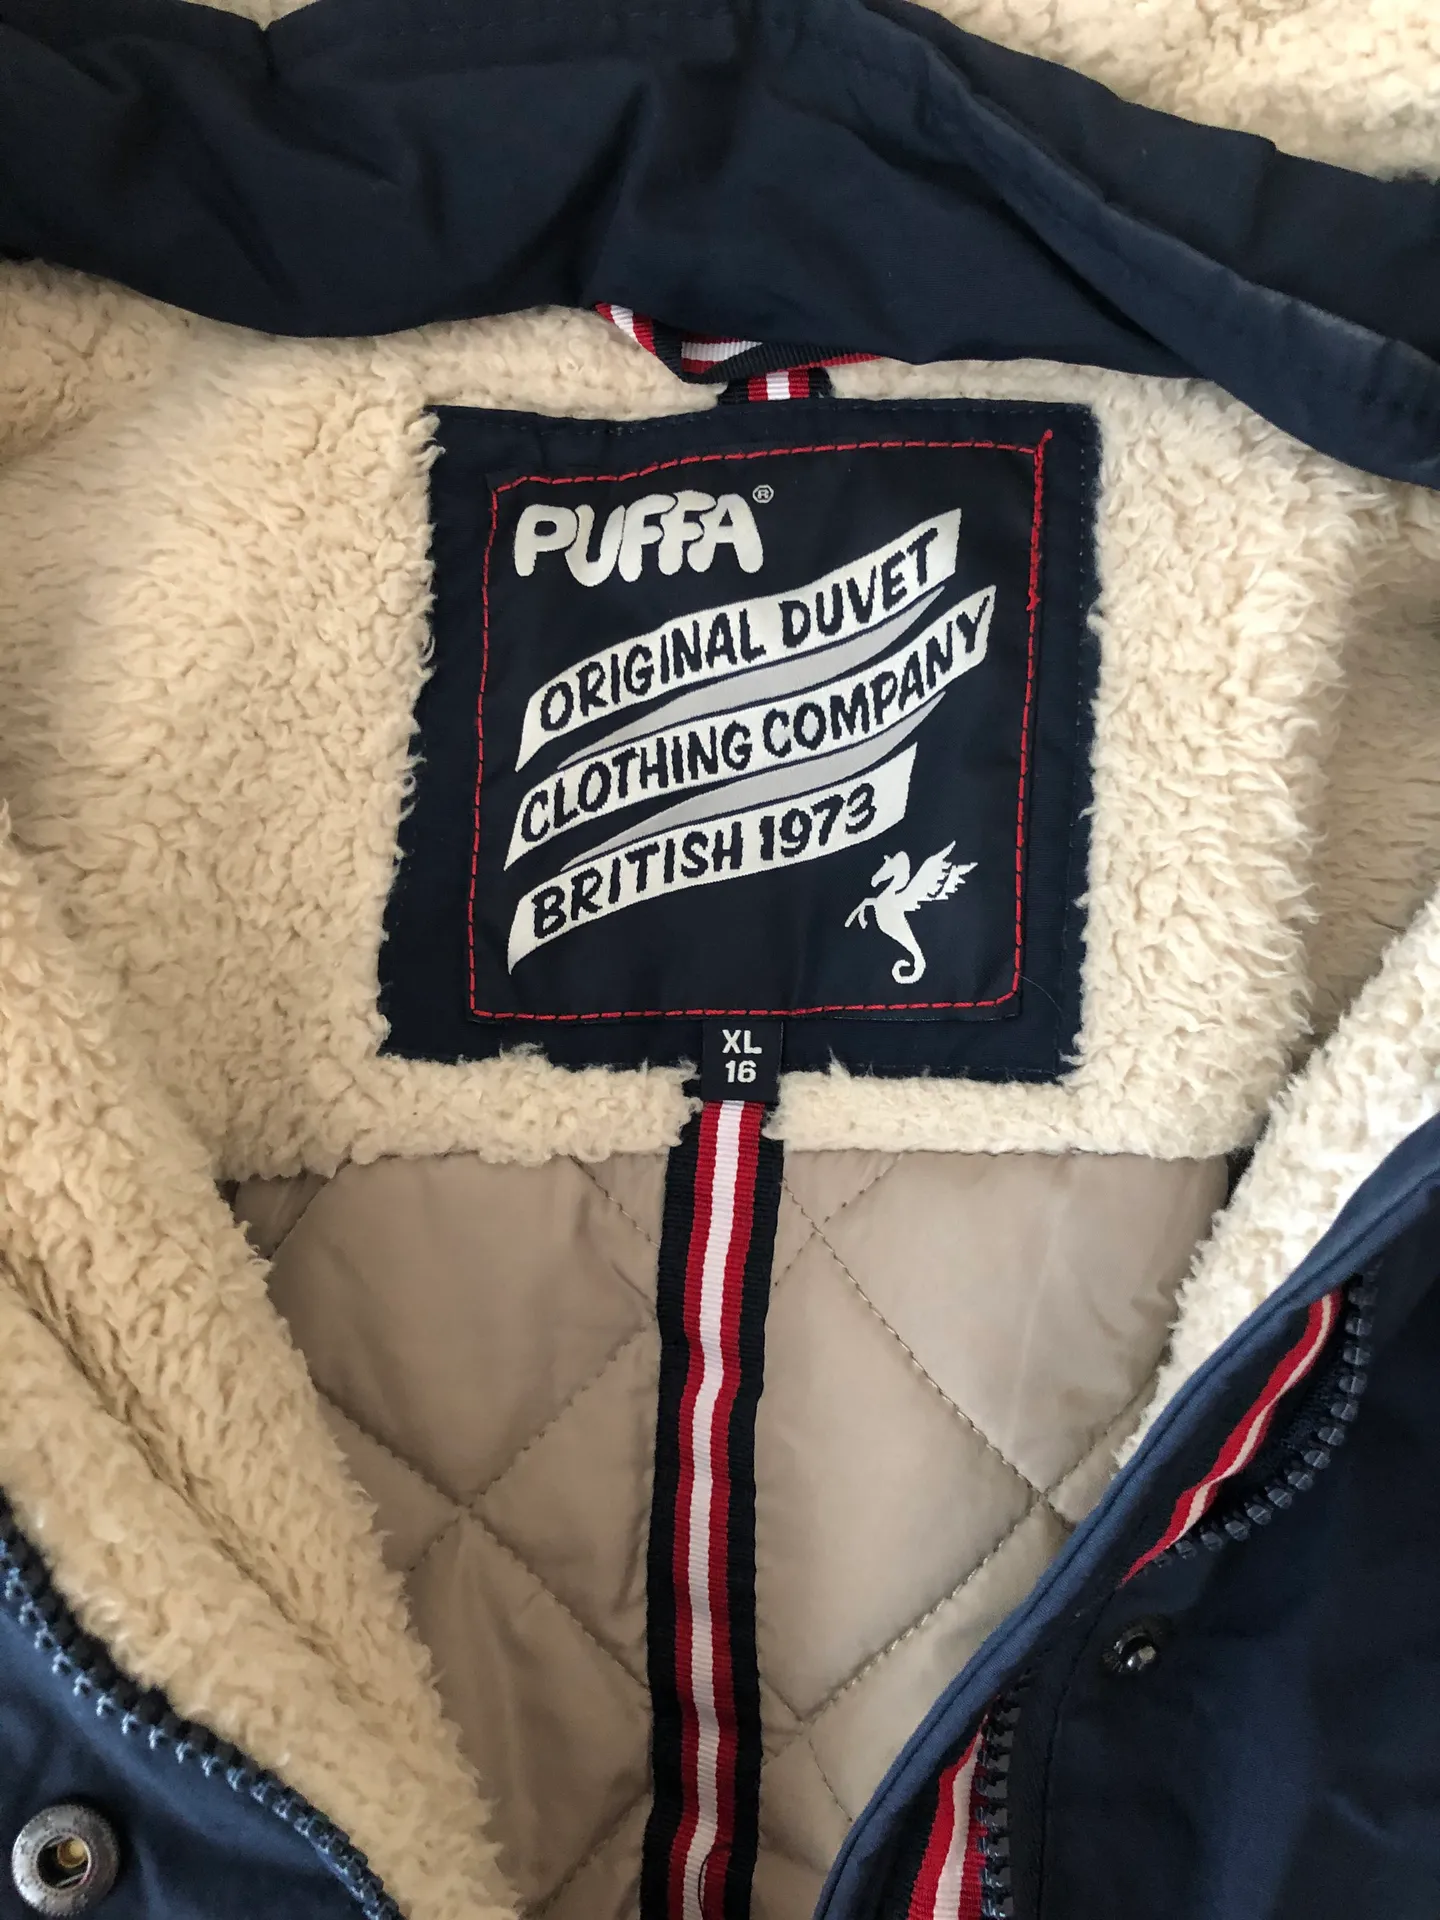 PUFFA®
ORIGINAL DUVET
CLOTHING COMPANY
BRITISH 1973
XL
16